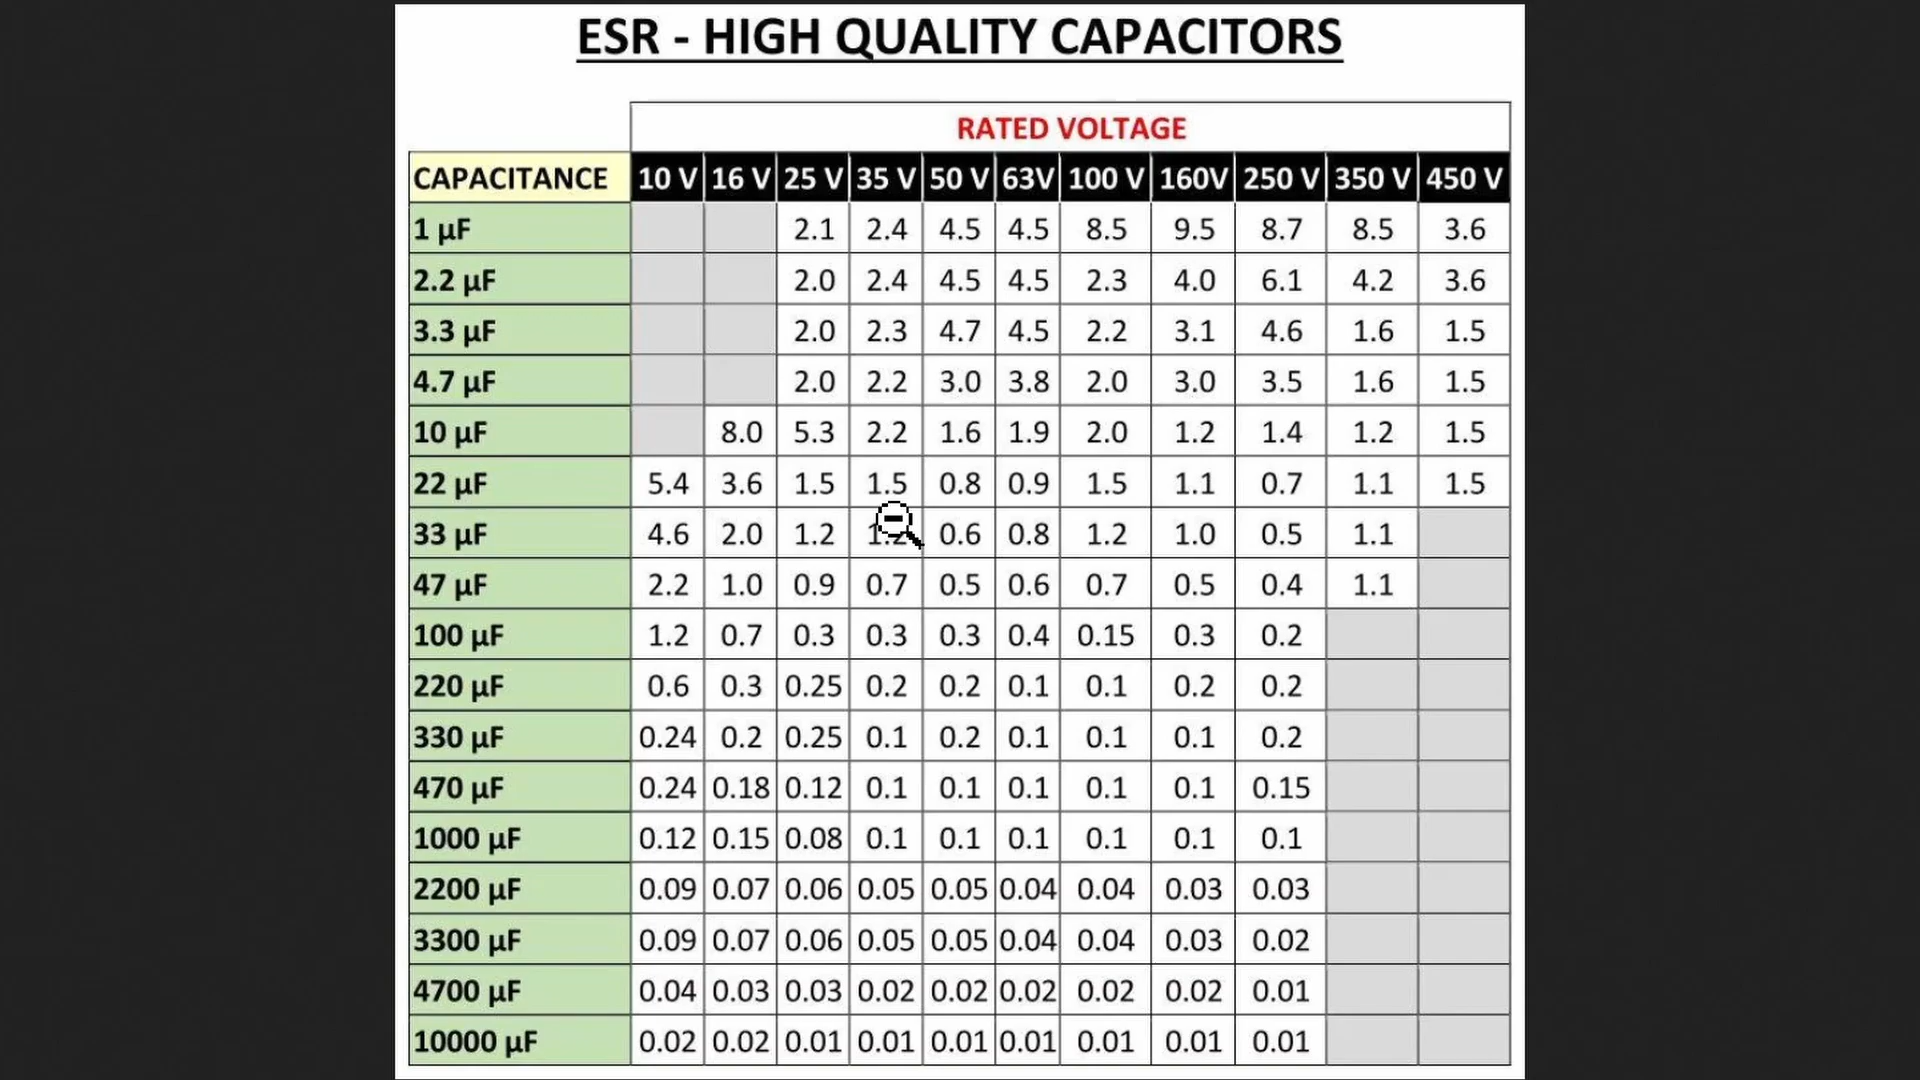 ESR - HIGH QUALITY CAPACITORS
RATED VOLTAGE
CAPACITANCE 10 V 16 V 25 V 35 V 50 V 63V 100 V 160V 250 V 350 V 450 V
1 µF 2.1 2.4 4.5 4.5 8.5 9.5 8.7 8.5 3.6
2.2 µF 2.0 2.4 4.5 4.5 2.3 4.0 6.1 4.2 3.6
3.3 µF 2.0 2.3 4.7 4.5 2.2 3.1 4.6 1.6 1.5
4.7 µF 2.0 2.2 3.0 3.8 2.0 3.0 3.5 1.6 1.5
10 µF 8.0 5.3 2.2 1.6 1.9 2.0 1.2 1.4 1.2 1.5
22 µF 5.4 3.6 1.5 1.5 0.8 0.9 1.5 1.1 0.7 1.1 1.5
33 µF 4.6 2.0 1.2 1.2 0.6 0.8 1.2 1.0 0.5 1.1
47 µF 2.2 1.0 0.9 0.7 0.5 0.6 0.7 0.5 0.4 1.1
100 µF 1.2 0.7 0.3 0.3 0.3 0.4 0.15 0.3 0.2
220 µF 0.6 0.3 0.25 0.2 0.2 0.1 0.1 0.2 0.2
330 µF 0.24 0.2 0.25 0.1 0.2 0.1 0.1 0.1 0.2
470 µF 0.24 0.18 0.12 0.1 0.1 0.1 0.1 0.1 0.15
1000 µF 0.12 0.15 0.08 0.1 0.1 0.1 0.1 0.1 0.1
2200 µF 0.09 0.07 0.06 0.05 0.05 0.04 0.04 0.03 0.03
3300 µF 0.09 0.07 0.06 0.05 0.05 0.04 0.04 0.03 0.02
4700 µF 0.04 0.03 0.03 0.02 0.02 0.02 0.02 0.02 0.01
10000 µF 0.02 0.02 0.01 0.01 0.01 0.01 0.01 0.01 0.01